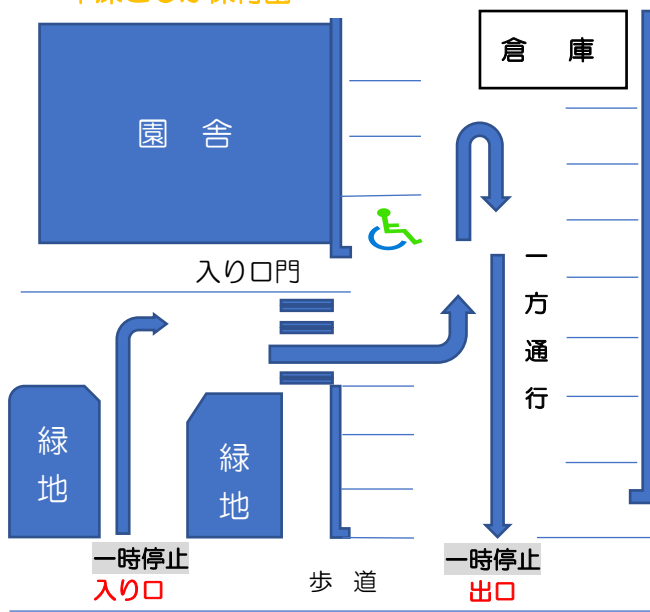 倉 庫
園 舎
入り口門
一方通行
緑地
緑地
一時停止
入り口
歩 道
一時停止
出口